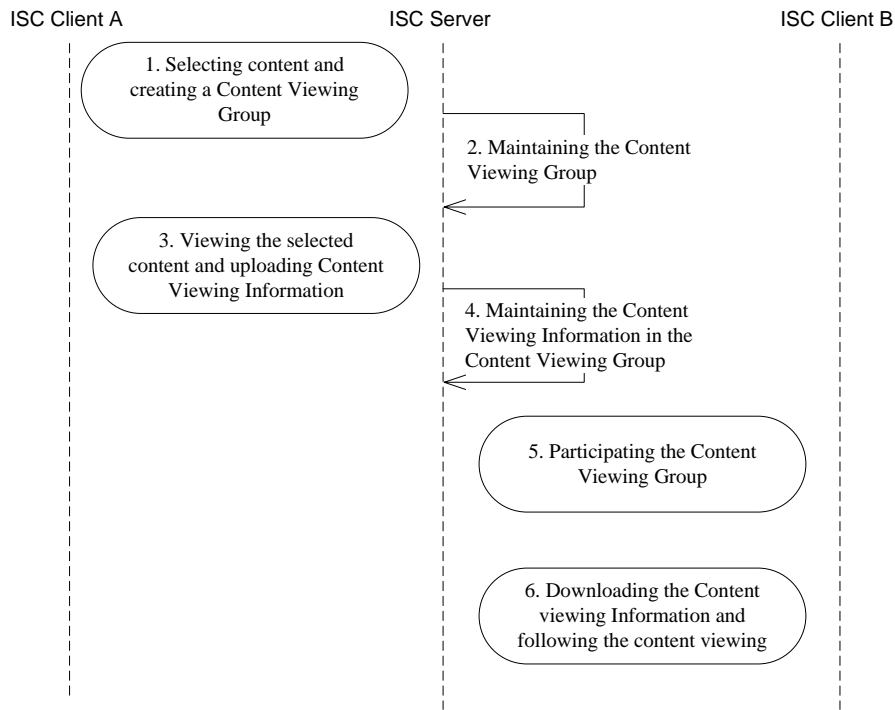 ISC Client A
ISC Server
ISC Client B
1. Selecting content and
creating a Content Viewing
Group
2. Maintaining the Content
Viewing Group
3. Viewing the selected
content and uploading Content
Viewing Information
4. Maintaining the Content
Viewing Information in the
Content Viewing Group
5. Participating the Content
Viewing Group
6. Downloading the Content
viewing Information and
following the content viewing